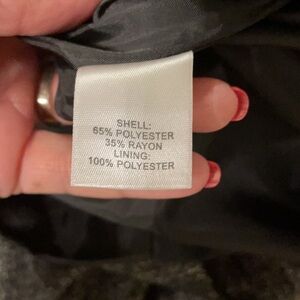 SHELL:
65% POLYESTER
35% RAYON
LINING:
100% POLYESTER